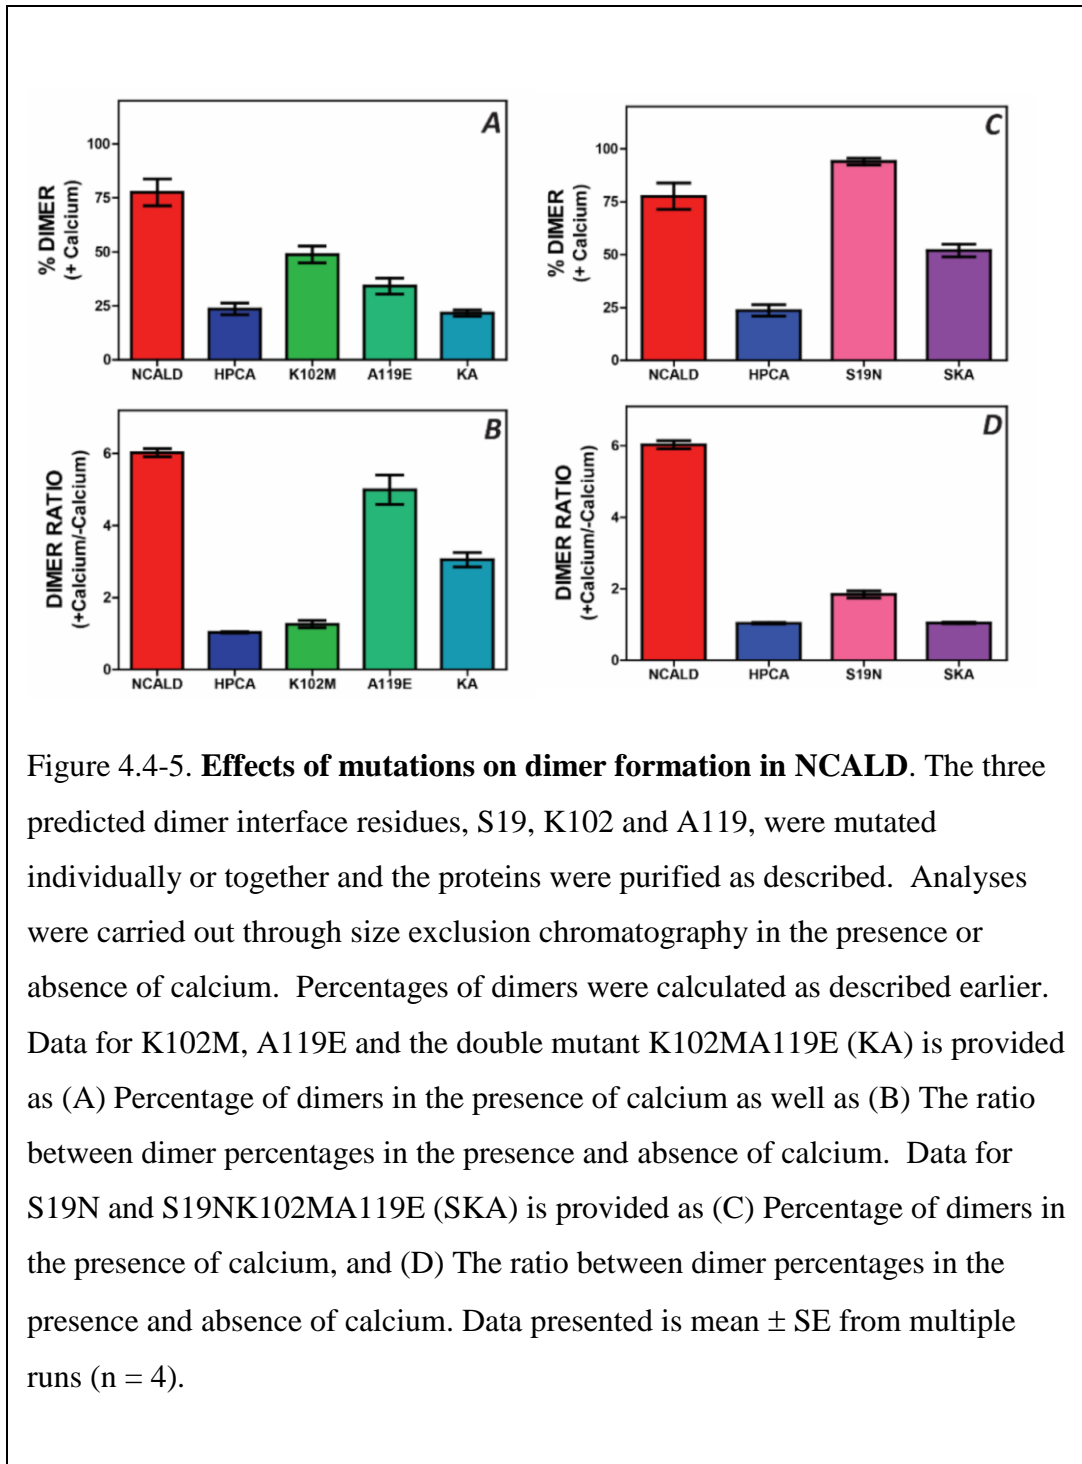 A
% DIMER
(+ Calcium)
100
75
50
25
0
NCALD HPCA K102M A119E KA
C
% DIMER
(+ Calcium)
100
75
50
25
0
NCALD HPCA S19N SKA
B
DIMER RATIO
(+Calcium/-Calcium)
6
4
2
0
NCALD HPCA K102M A119E KA
D
DIMER RATIO
(+Calcium/-Calcium)
6
4
2
0
NCALD HPCA S19N SKA
Figure 4.4-5. Effects of mutations on dimer formation in NCALD. The three
predicted dimer interface residues, S19, K102 and A119, were mutated
individually or together and the proteins were purified as described. Analyses
were carried out through size exclusion chromatography in the presence or
absence of calcium. Percentages of dimers were calculated as described earlier.
Data for K102M, A119E and the double mutant K102MA119E (KA) is provided
as (A) Percentage of dimers in the presence of calcium as well as (B) The ratio
between dimer percentages in the presence and absence of calcium. Data for
S19N and S19NK102MA119E (SKA) is provided as (C) Percentage of dimers in
the presence of calcium, and (D) The ratio between dimer percentages in the
presence and absence of calcium. Data presented is mean ± SE from multiple
runs (n = 4).